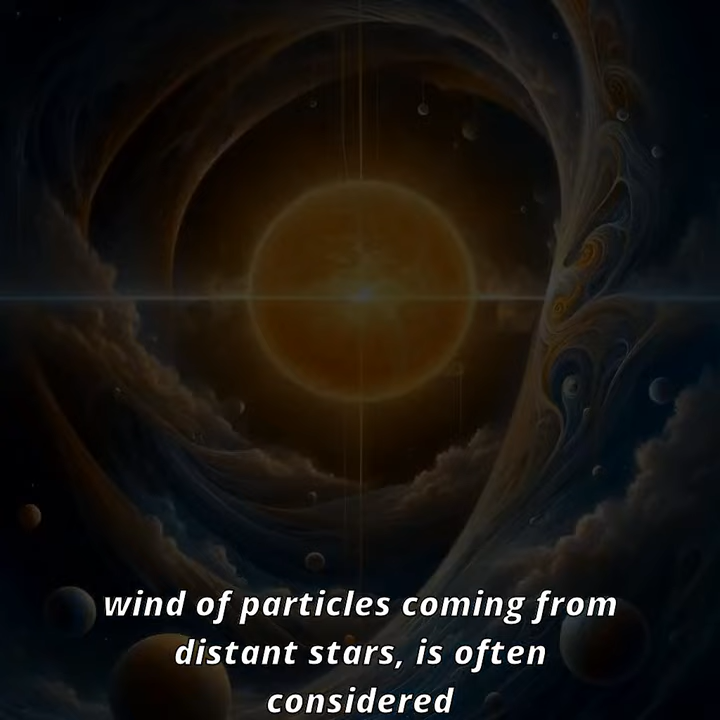 wind of particles coming from
distant stars, is often
considered